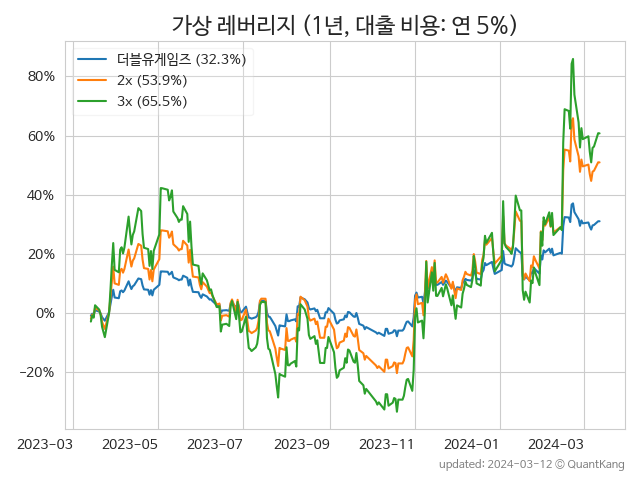 가상 레버리지 (1년, 대출 비용: 연 5%)
더블유게임즈 (32.3%)
2x (53.9%)
3x (65.5%)
80%
60%
40%
20%
0%
−20%
2023-03 2023-05 2023-07 2023-09 2023-11 2024-01 2024-03
updated: 2024-03-12 © QuantKang